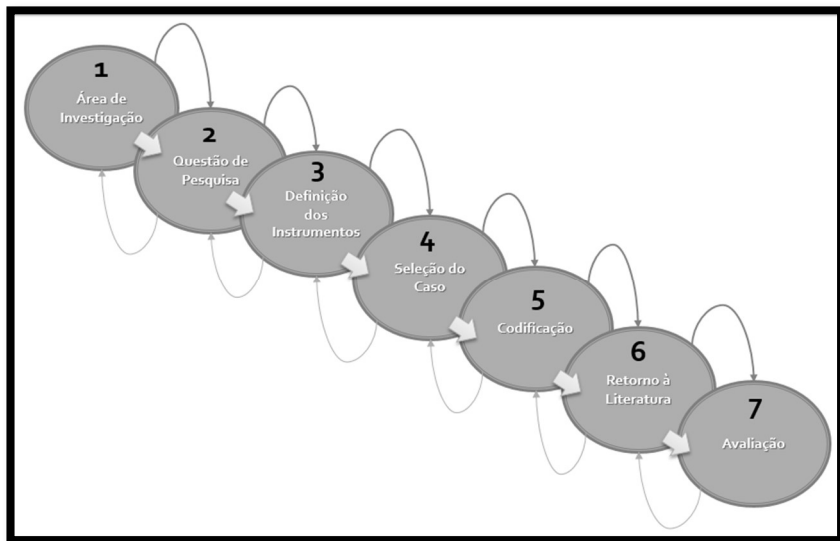 1
Área de
Investigação
2
Questão de
Pesquisa
3
Definição
dos
Instrumentos
4
Seleção do
Caso
5
Codificação
6
Retorno à
Literatura
7
Avaliação